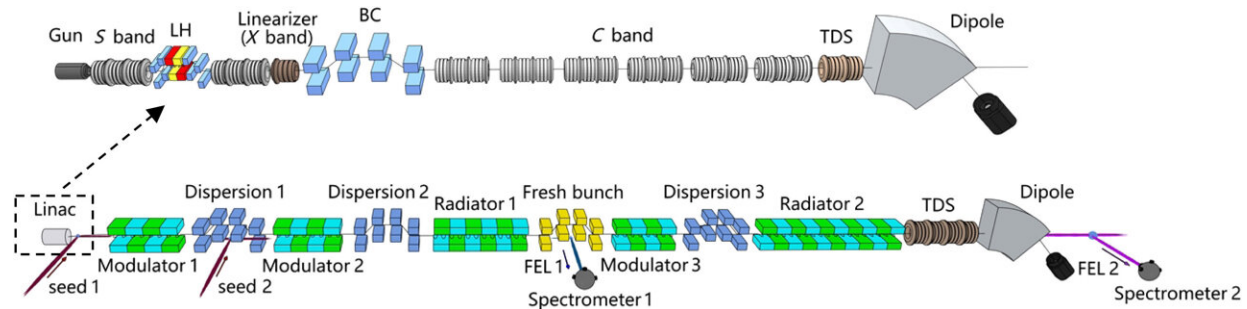 Gun
S band
LH
Linearizer
(X band)
BC
C band
TDS
Dipole
Linac
seed 1
Modulator 1
Dispersion 1
seed 2
Modulator 2
Dispersion 2
Radiator 1
Fresh bunch
FEL 1
Spectrometer 1
Modulator 3
Dispersion 3
Radiator 2
TDS
Dipole
FEL 2
Spectrometer 2